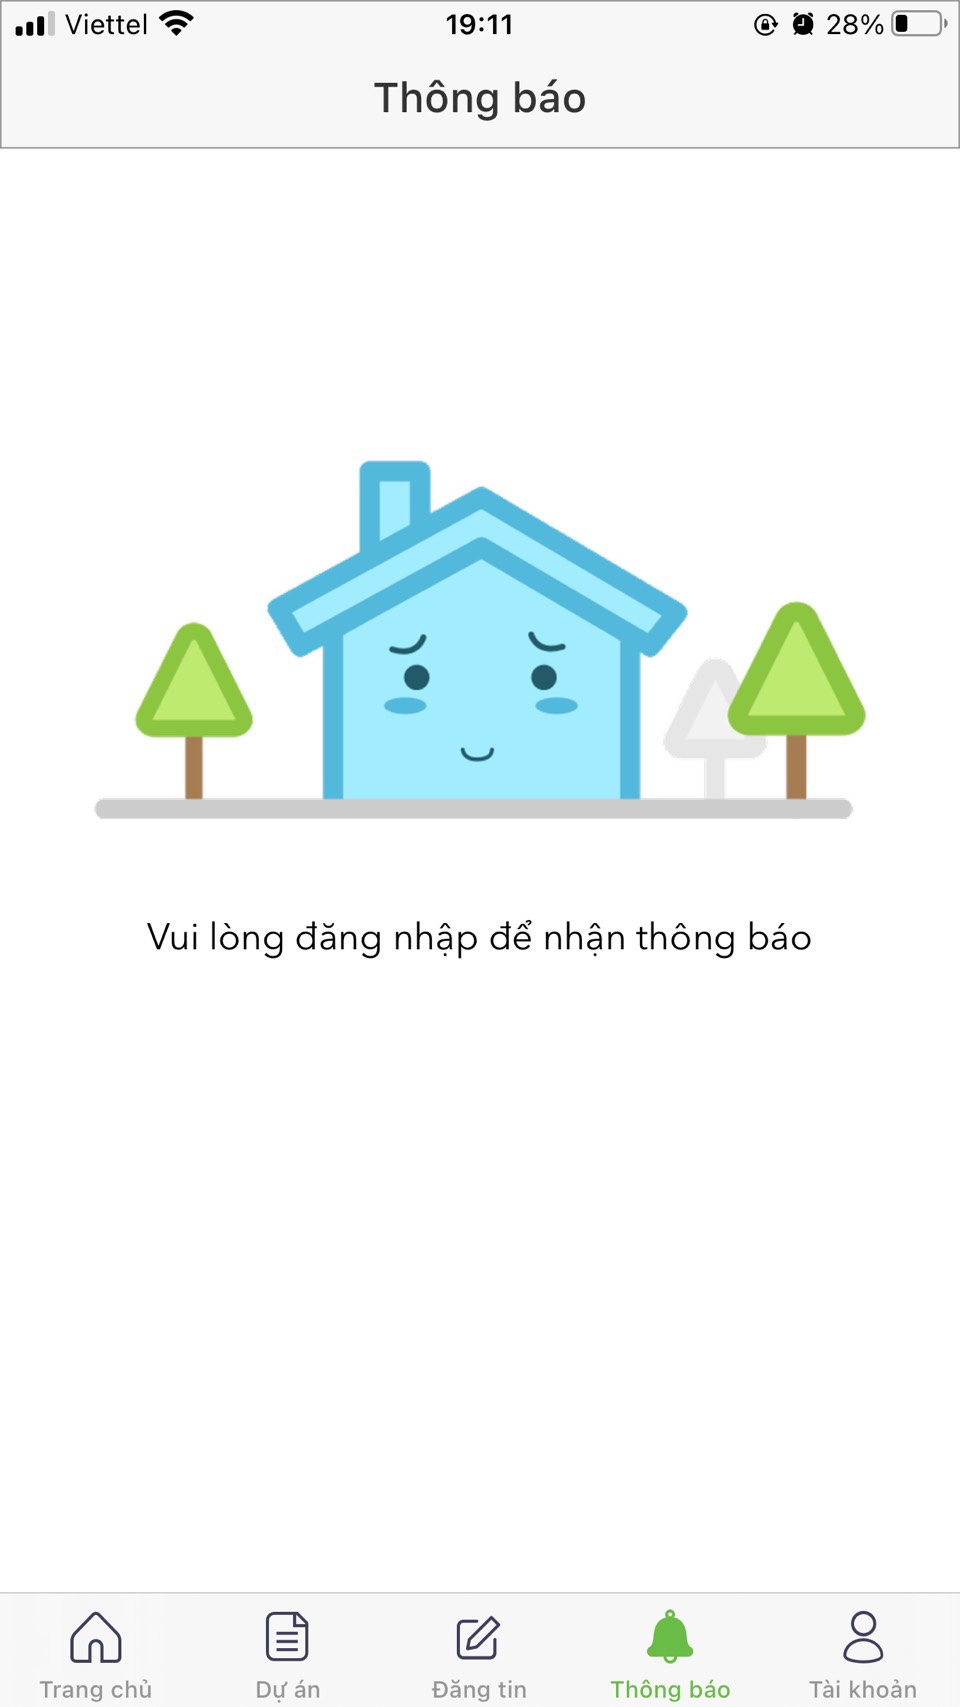 Viettel 19:11 28%
Thông báo
Vui lòng đăng nhập để nhận thông báo
Trang chủ Dự án Đăng tin Thông báo Tài khoản